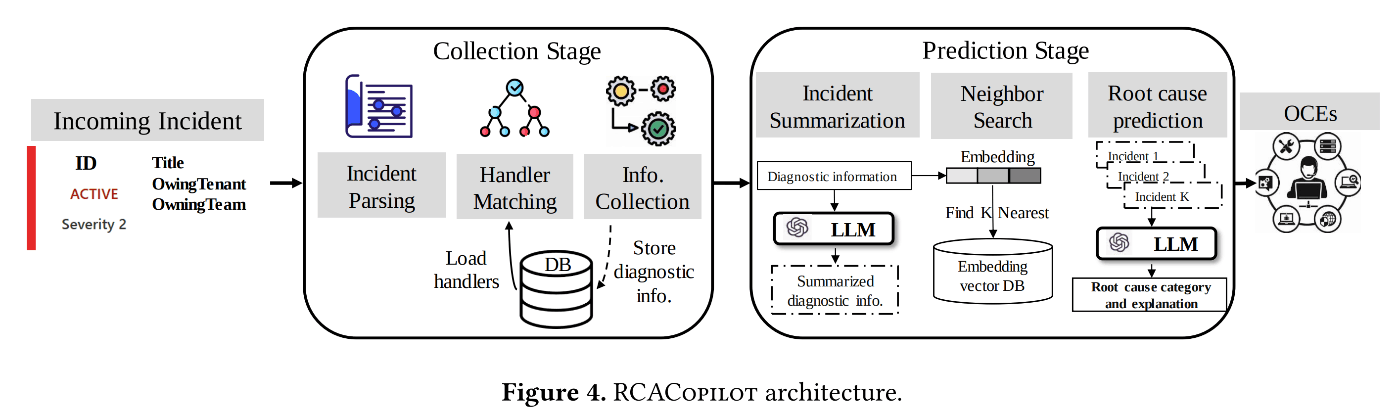 Incoming Incident
ID
ACTIVE
Severity 2
Title
OwingTenant
OwningTeam
Collection Stage
Incident
Parsing
Handler
Matching
Info.
Collection
Load
handlers
DB
Store
diagnostic
info.
Prediction Stage
Incident
Summarization
Neighbor
Search
Root cause
prediction
Diagnostic information
LLM
Summarized
diagnostic info.
Embedding
Find K Nearest
Embedding
vector DB
Incident 1
Incident 2
Incident K
LLM
Root cause category
and explanation
OCEs
Figure 4. RCACOPILOT architecture.